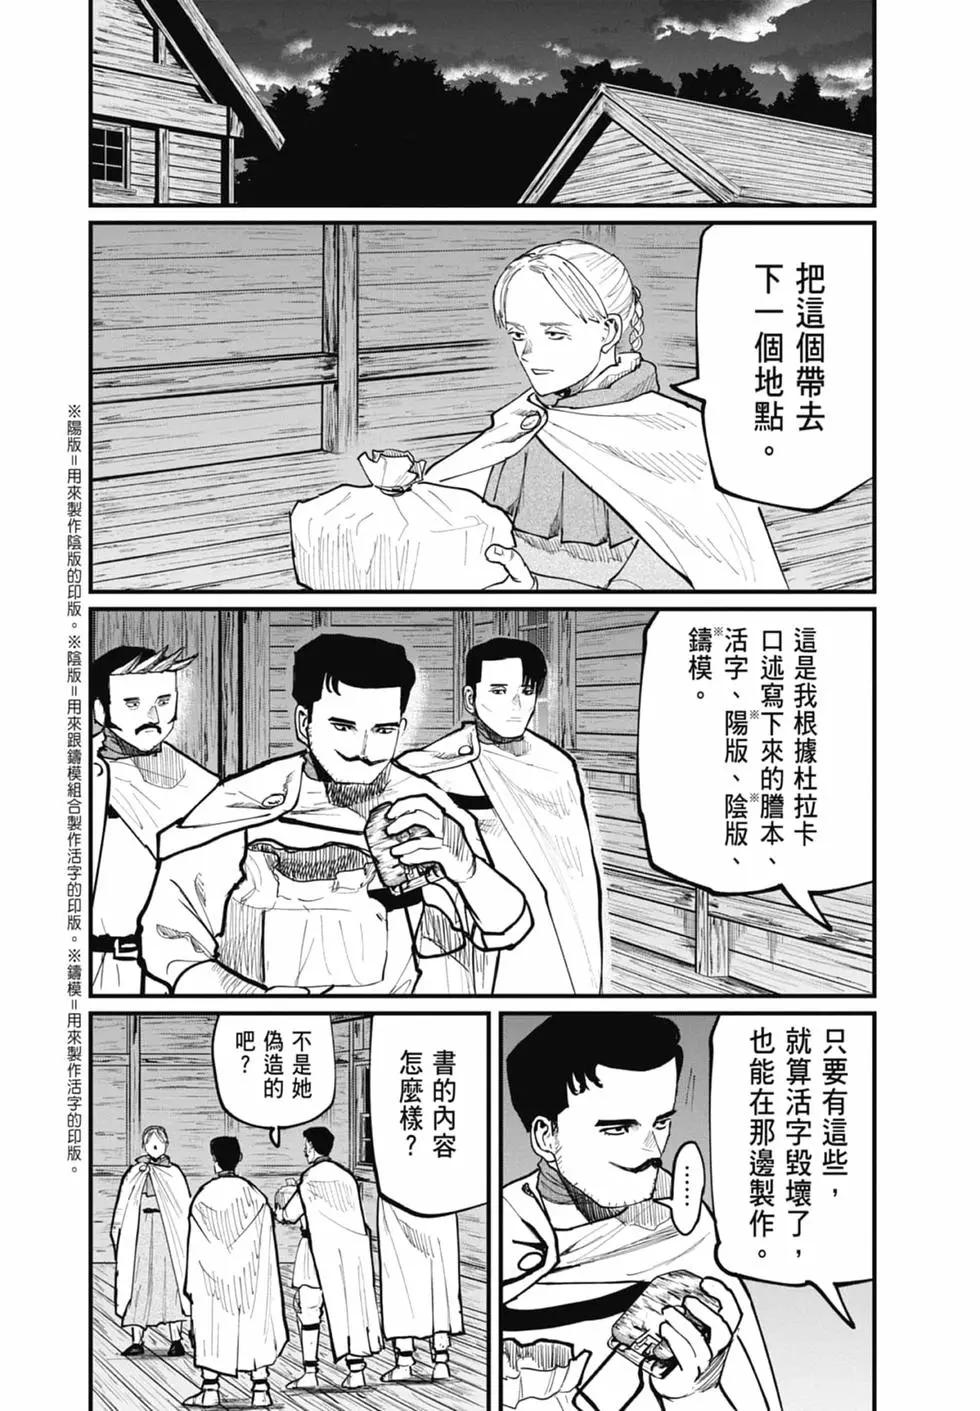 把這個帶去
下一個地點。
這是我根據杜拉卡
口述寫下來的謄本、
活字、※陽版、※陰版、
※鑄模。
只要有這些，
就算活字毀壞了，
也能在那邊製作。
……
書的內容
怎麼樣？
不是她
偽造的
吧？
※陽版＝用來製作陰版的印版。※陰版＝用來跟鑄模組合製作活字的印版。※鑄模＝用來製作活字的印版。